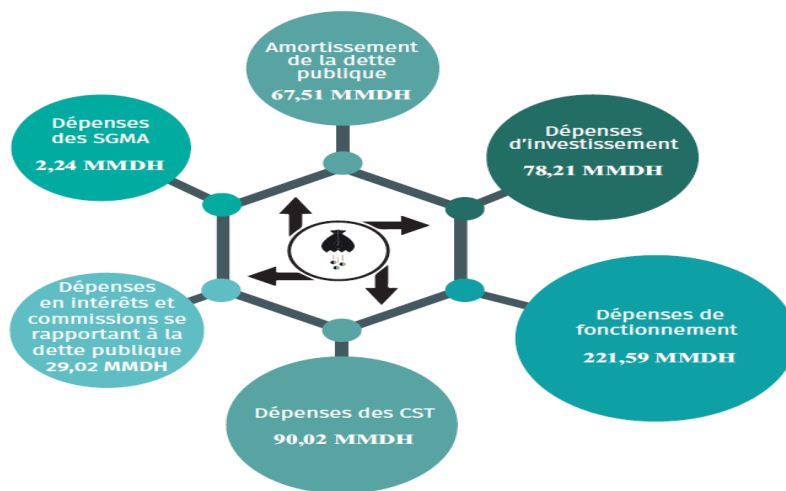 Amortissement
de la dette
publique
67,51 MMDH
Dépenses
des SGMA
2,24 MMDH
Dépenses
d'investissement
78,21 MMDH
Dépenses
en intérêts et
commissions se
rapportant à la
dette publique
29,02 MMDH
Dépenses de
fonctionnement
221,59 MMDH
Dépenses des CST
90,02 MMDH